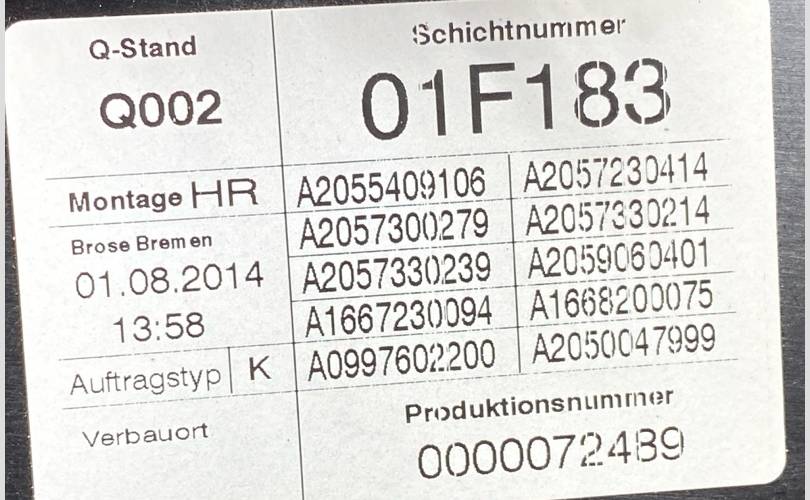 Q-Stand
Q002
Schichtnummer
01F183
Montage HR
Brose Bremen
01.08.2014
13:58
Auftragstyp K
Verbauort
A2055409106 A2057230414
A2057300279 A2057330214
A2057330239 A2059060401
A1667230094 A1668200075
A0997602200 A2050047999
Produktionsnummer
0000072489